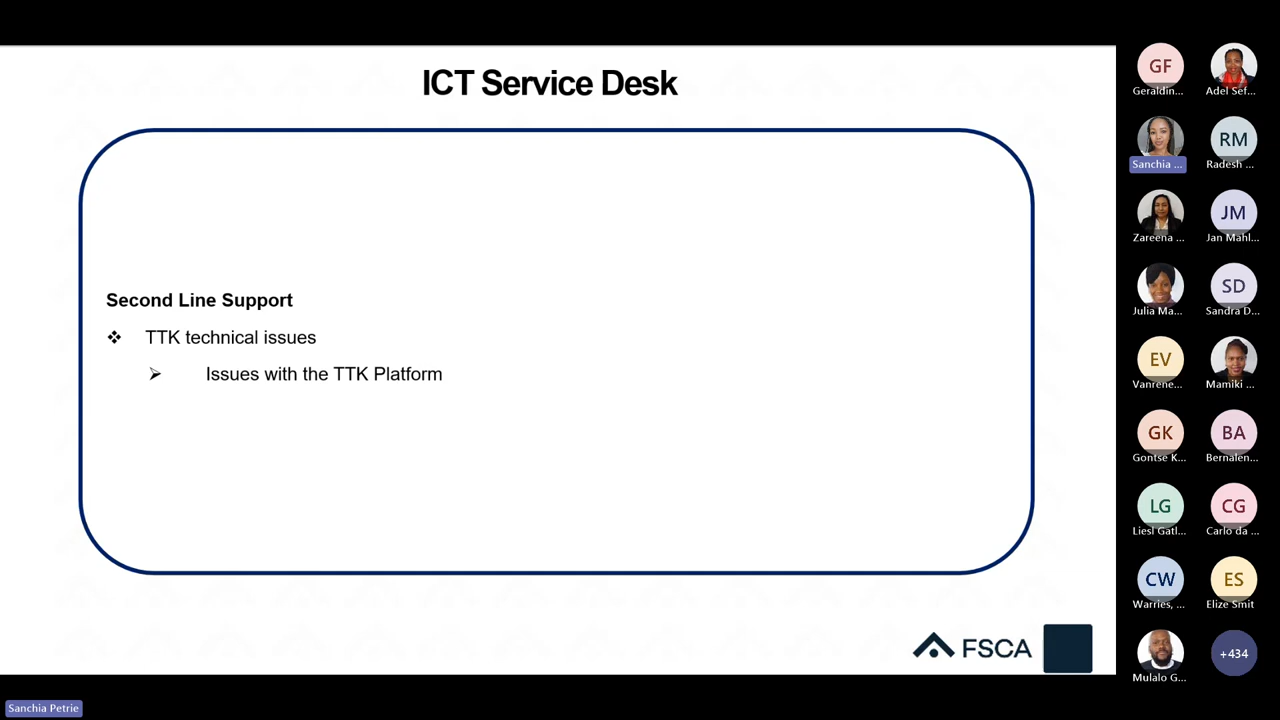 ICT Service Desk
Second Line Support
❖ TTK technical issues
➢ Issues with the TTK Platform
FSCA
GF
Geraldin...
Adel Sef...
Sanchia ...
RM
Radesh ...
Zareena ...
JM
Jan Mahl...
Julia Ma...
SD
Sandra D...
EV
Vanrene...
Mamiki ...
GK
Gontse K...
BA
Bernalen...
LG
Liesl Gatl...
CG
Carlo da ...
CW
Warries, ...
ES
Elize Smit
Mulalo G...
+434
Sanchia Petrie